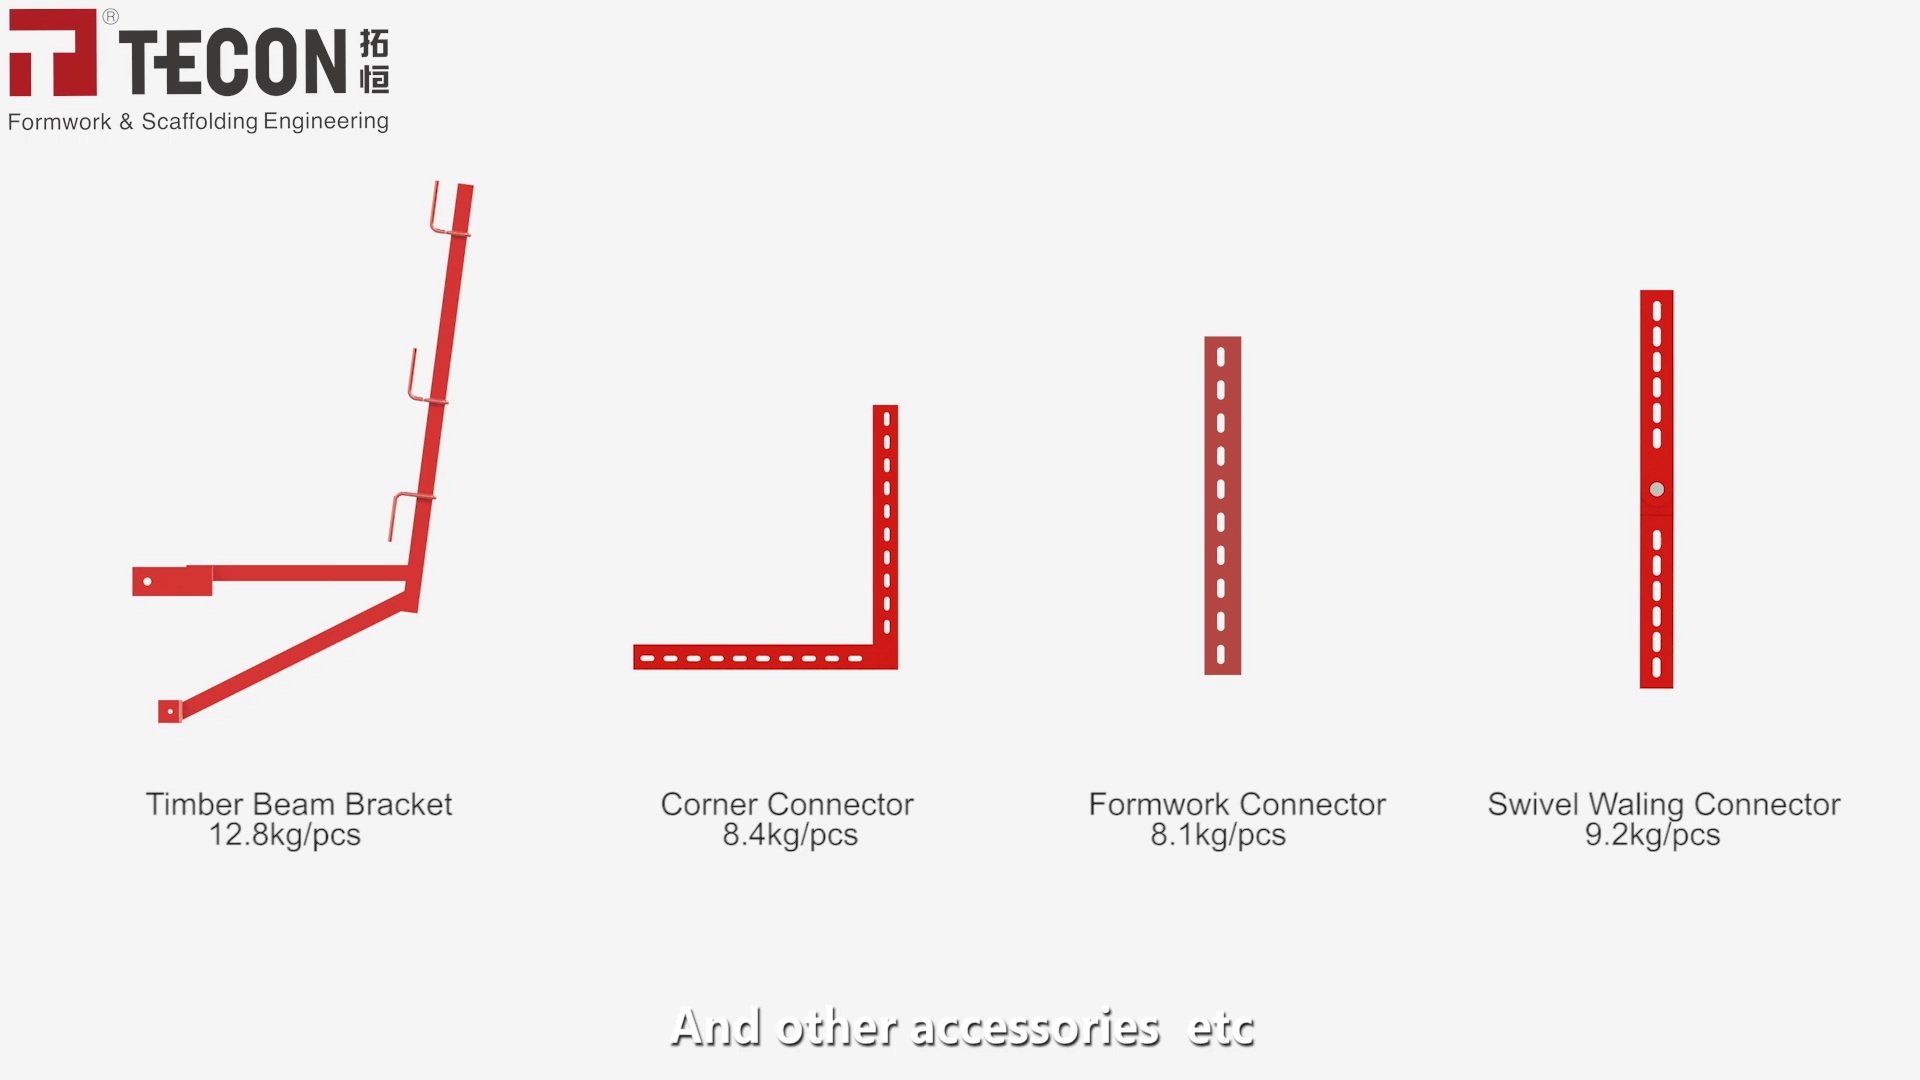 ®
TECON 拓恒
Formwork & Scaffolding Engineering
Timber Beam Bracket
12.8kg/pcs
Corner Connector
8.4kg/pcs
Formwork Connector
8.1kg/pcs
Swivel Waling Connector
9.2kg/pcs
And other accessories etc